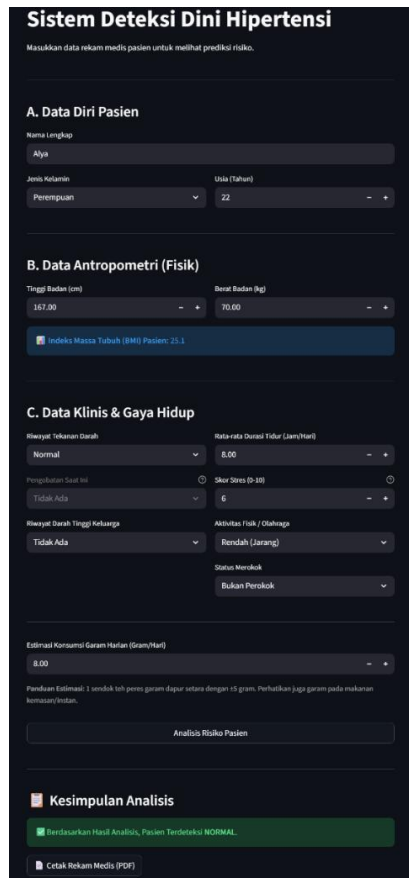 Sistem Deteksi Dini Hipertensi
Masukkan data rekam medis pasien untuk melihat prediksi risiko.
A. Data Diri Pasien
Nama Lengkap
Alya
Jenis Kelamin
Usia (Tahun)
Perempuan
22
- +
B. Data Antropometri (Fisik)
Tinggi Badan (cm)
Berat Badan (kg)
167.00
- +
70.00
- +
Indeks Massa Tubuh (BMI) Pasien: 25.1
C. Data Klinis & Gaya Hidup
Riwayat Tekanan Darah
Rata-rata Durasi Tidur (Jam/Hari)
Normal
8.00
- +
Pengobatan Saat Ini
Skor Stres (0-10)
Tidak Ada
6
- +
Riwayat Darah Tinggi Keluarga
Aktivitas Fisik / Olahraga
Tidak Ada
Rendah (Jarang)
Status Merokok
Bukan Perokok
Estimasi Konsumsi Garam Harian (Gram/Hari)
8.00
- +
Panduan Estimasi: 1 sendok teh peres garam dapur setara dengan ±5 gram. Perhatikan juga garam pada makanan
kemasan/instan.
Analisis Risiko Pasien
Kesimpulan Analisis
Berdasarkan Hasil Analisis, Pasien Terdeteksi NORMAL.
Cetak Rekam Medis (PDF)